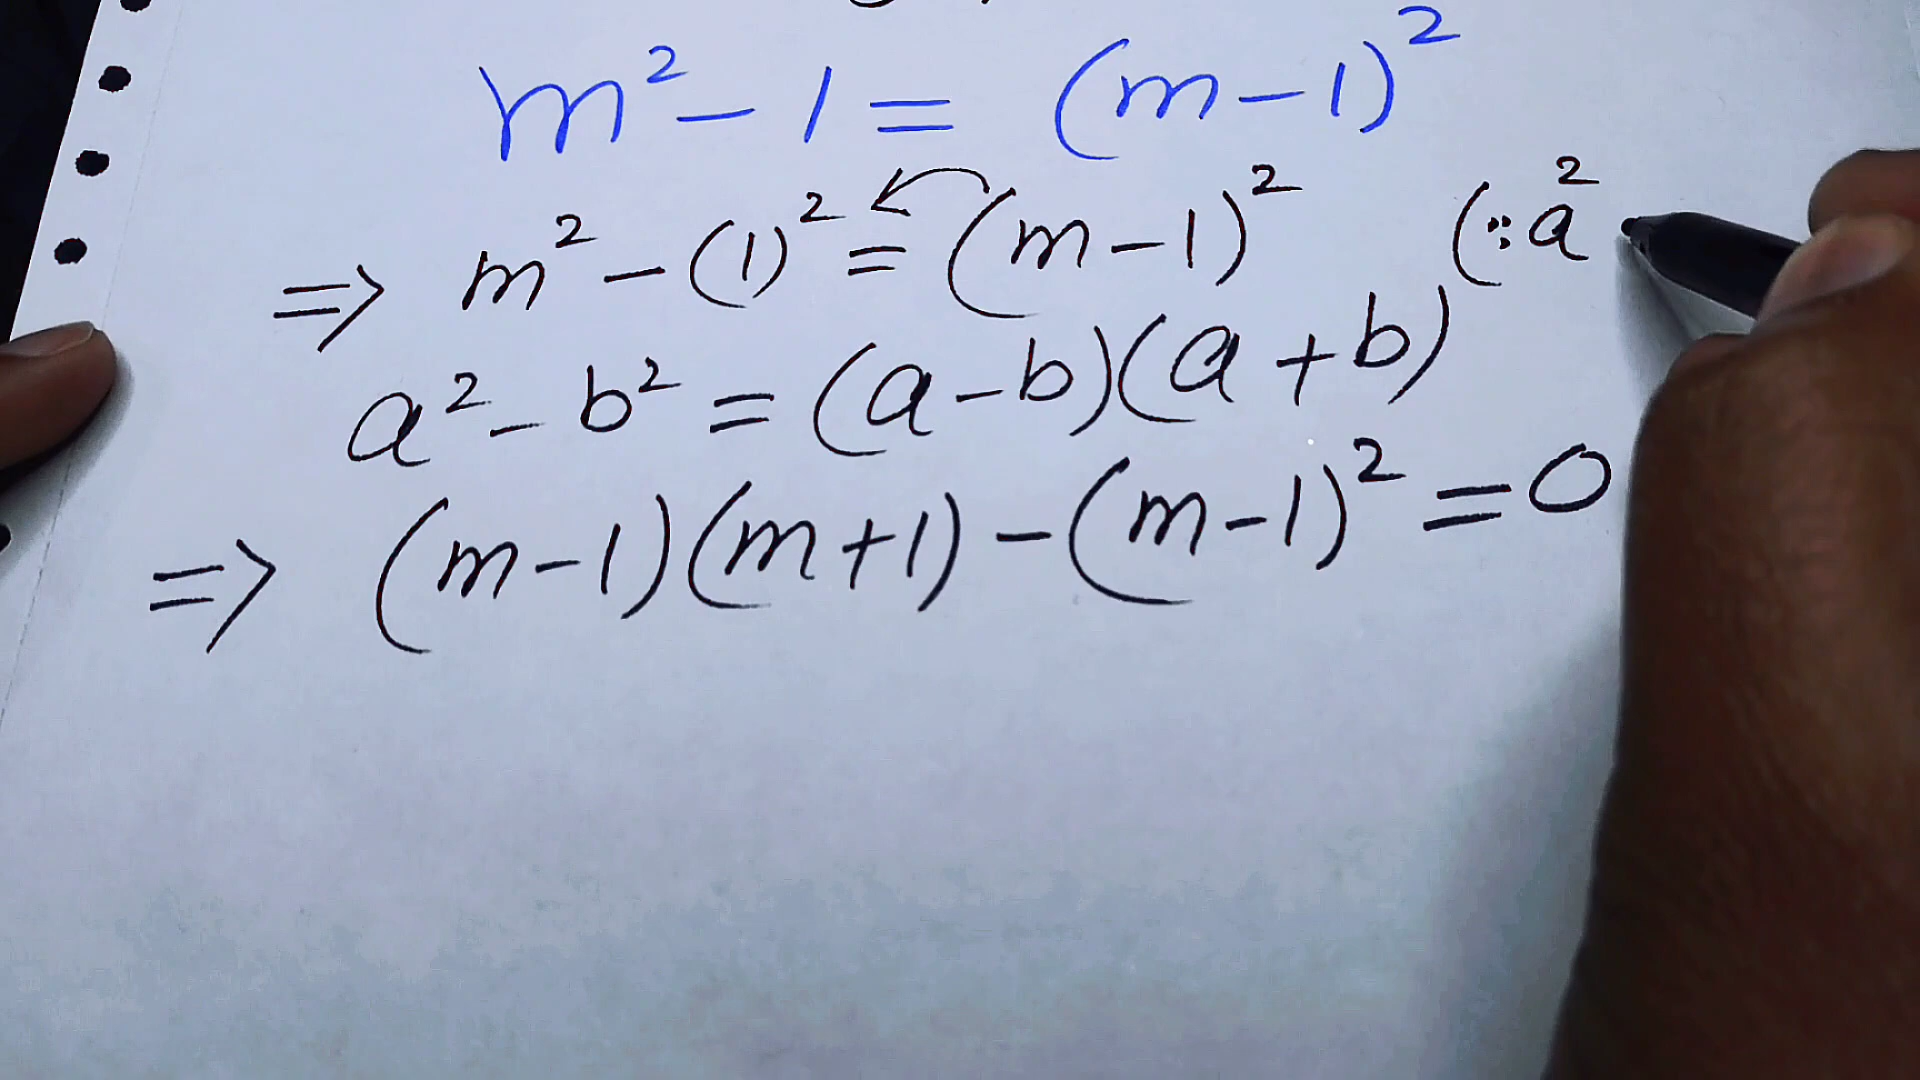 m² - 1 = (m - 1)²
⇒ m² - (1)² = (m - 1)² (∵ a²
a² - b² = (a - b)(a + b)
⇒ (m - 1)(m + 1) - (m - 1)² = 0